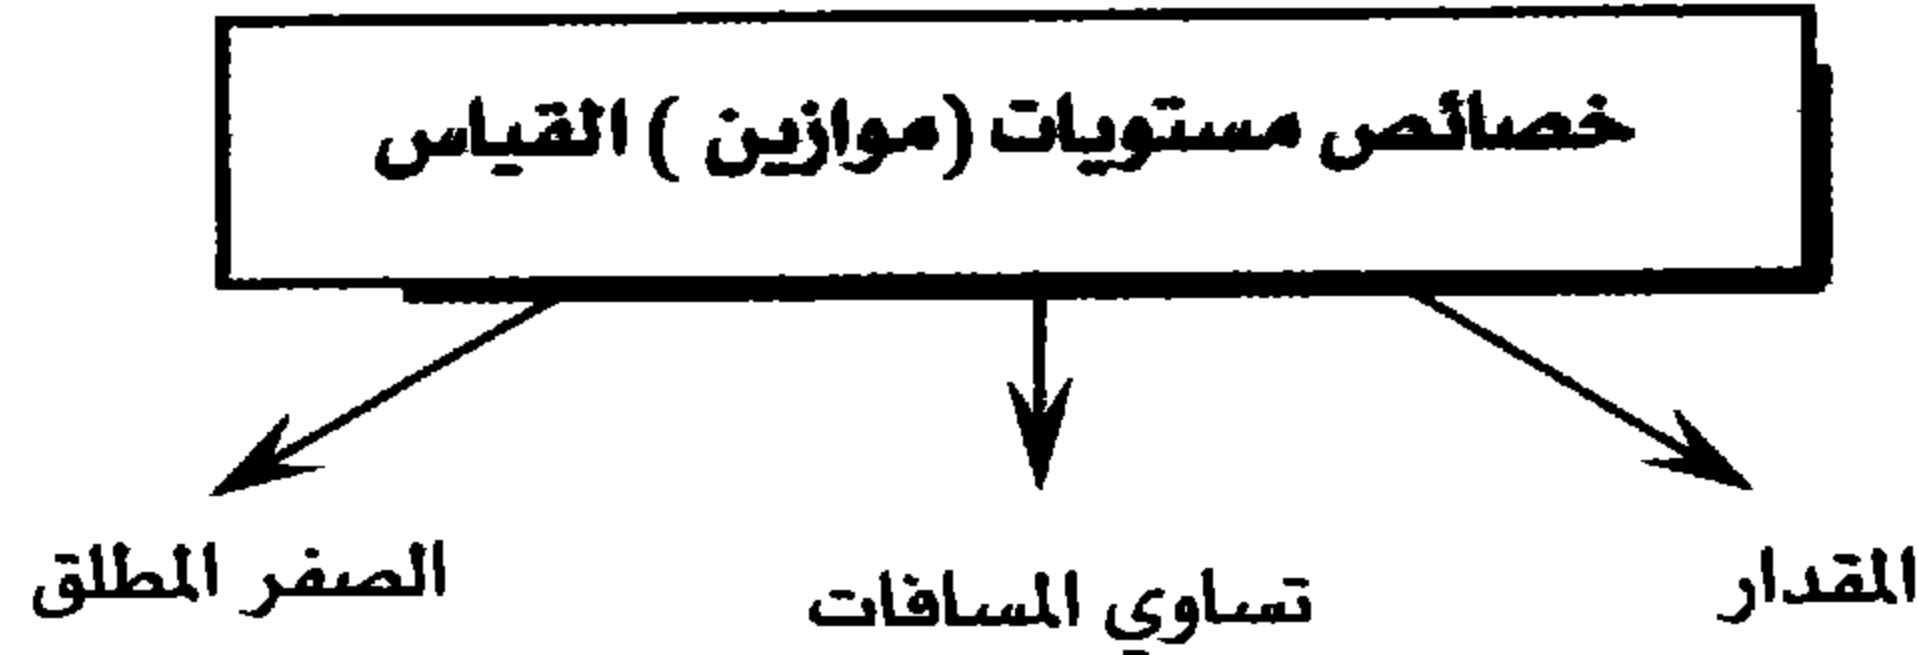 خصائص مستويات (موازين ) القياس
المقدار
تساوي المسافات
الصفر المطلق